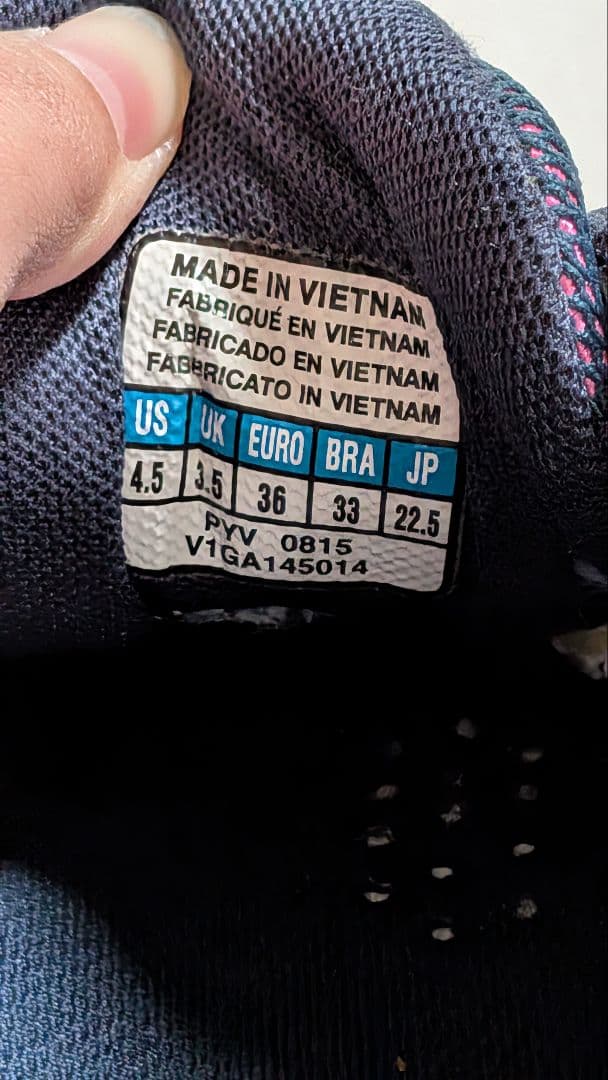 MADE IN VIETNAM
FABRIQUÉ EN VIETNAM
FABRICADO EN VIETNAM
FABBRICATO IN VIETNAM
US UK EURO BRA JP
4.5 3.5 36 33 22.5
PYV 0815
V1GA145014